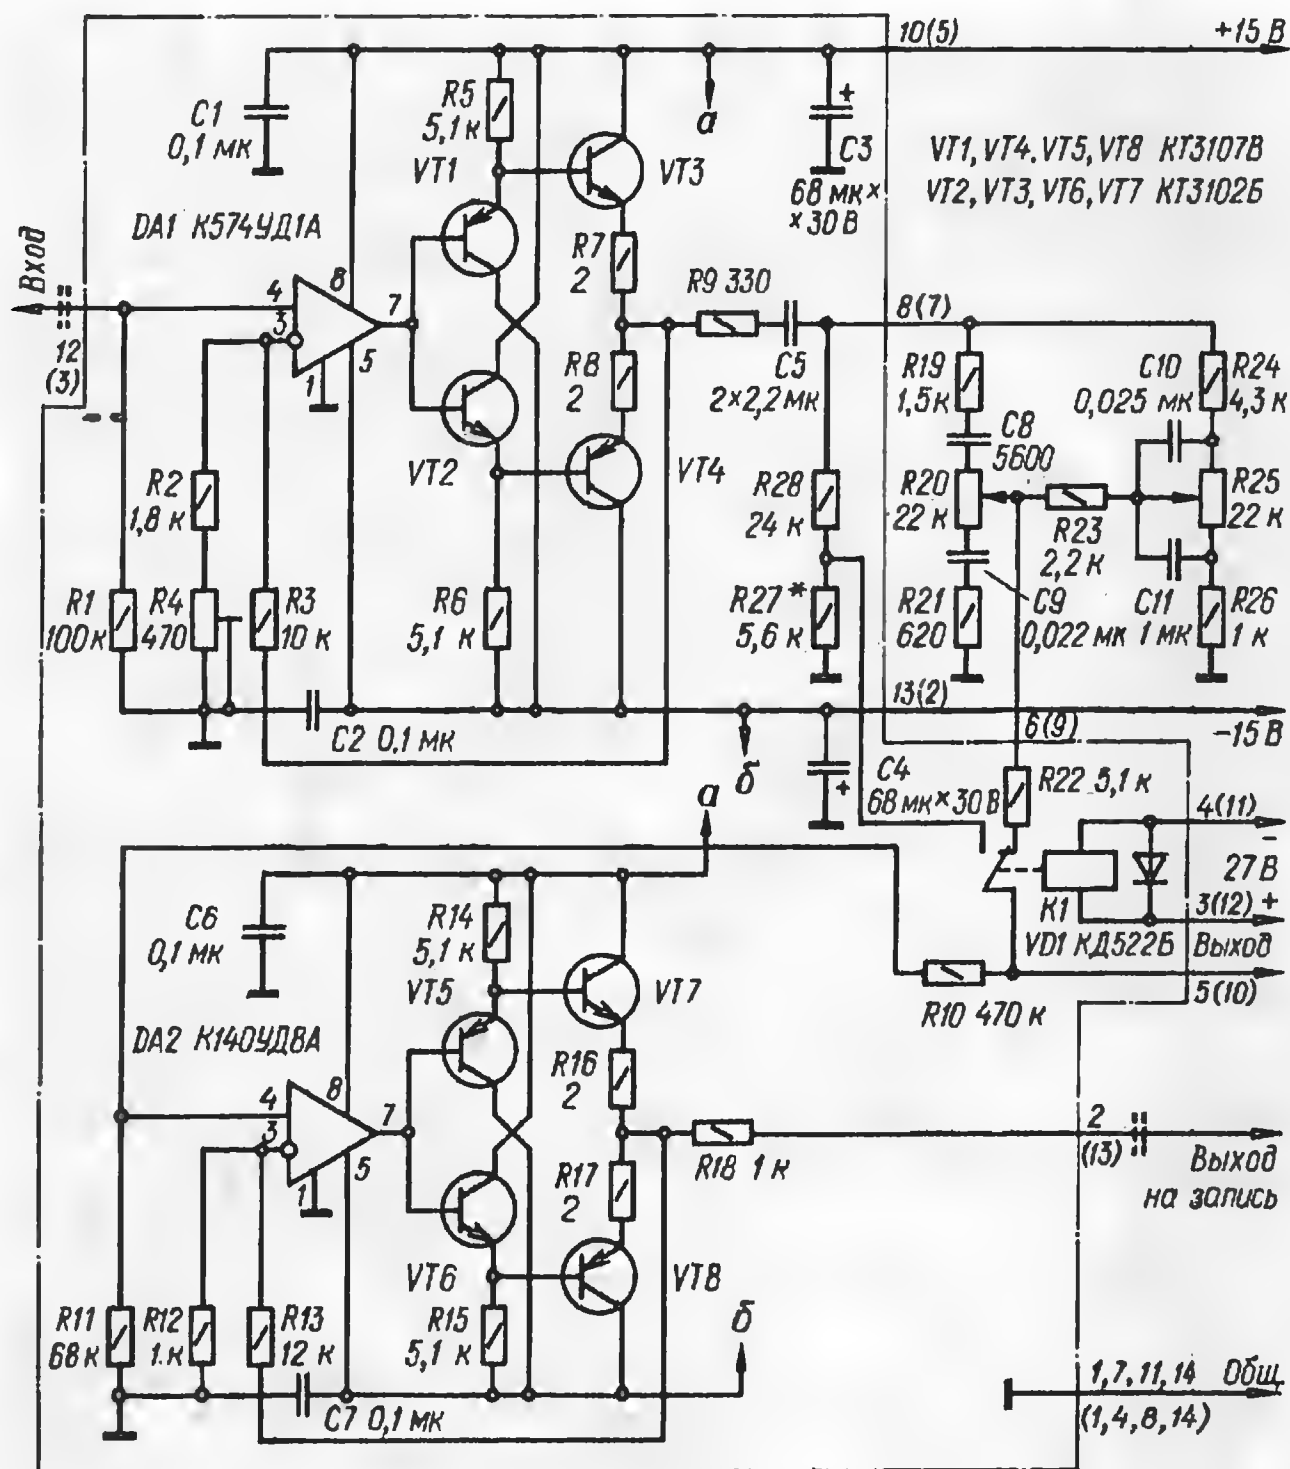 10(5)
+15 В
C1
0,1 мк
R5
5,1 к
а
+
C3
68 мк×
×30 В
VT1, VT4, VT5, VT8 КТ3107В
VT2, VT3, VT6, VT7 КТ3102Б
VT1
VT3
DA1 К574УД1А
Вход
12
(3)
4
8
3
7
1
5
R7
2
R9 330
8(7)
R8
2
C5
2×2,2 мк
R19
1,5 к
C10
0,025 мк
R24
4,3 к
C8
5600
VT2
VT4
R2
1,8 к
R28
24 к
R20
22 к
R23
2,2 к
R25
22 к
R1
100 к
R4
470
R3
10 к
R6
5,1 к
R27 *
5,6 к
R21
620
C9
0,022 мк
C11
1 мк
R26
1 к
13(2)
-15 В
C2 0,1 мк
б
6(9)
C4
68 мк×30 В
+
R22 5,1 к
а
4(11)
-
27 В
К1
3(12) +
VD1 КД522Б
Выход
5(10)
C6
0,1 мк
R14
5,1 к
VT5
VT7
R10 470 к
DA2 К140УД8А
4
8
3
7
1
5
R16
2
R18 1 к
2
(13)
Выход
на запись
R17
2
VT6
VT8
R11
68 к
R12
1 к
R13
12 к
R15
5,1 к
б
C7 0,1 мк
1,7,11,14
Общ.
(1,4,8,14)